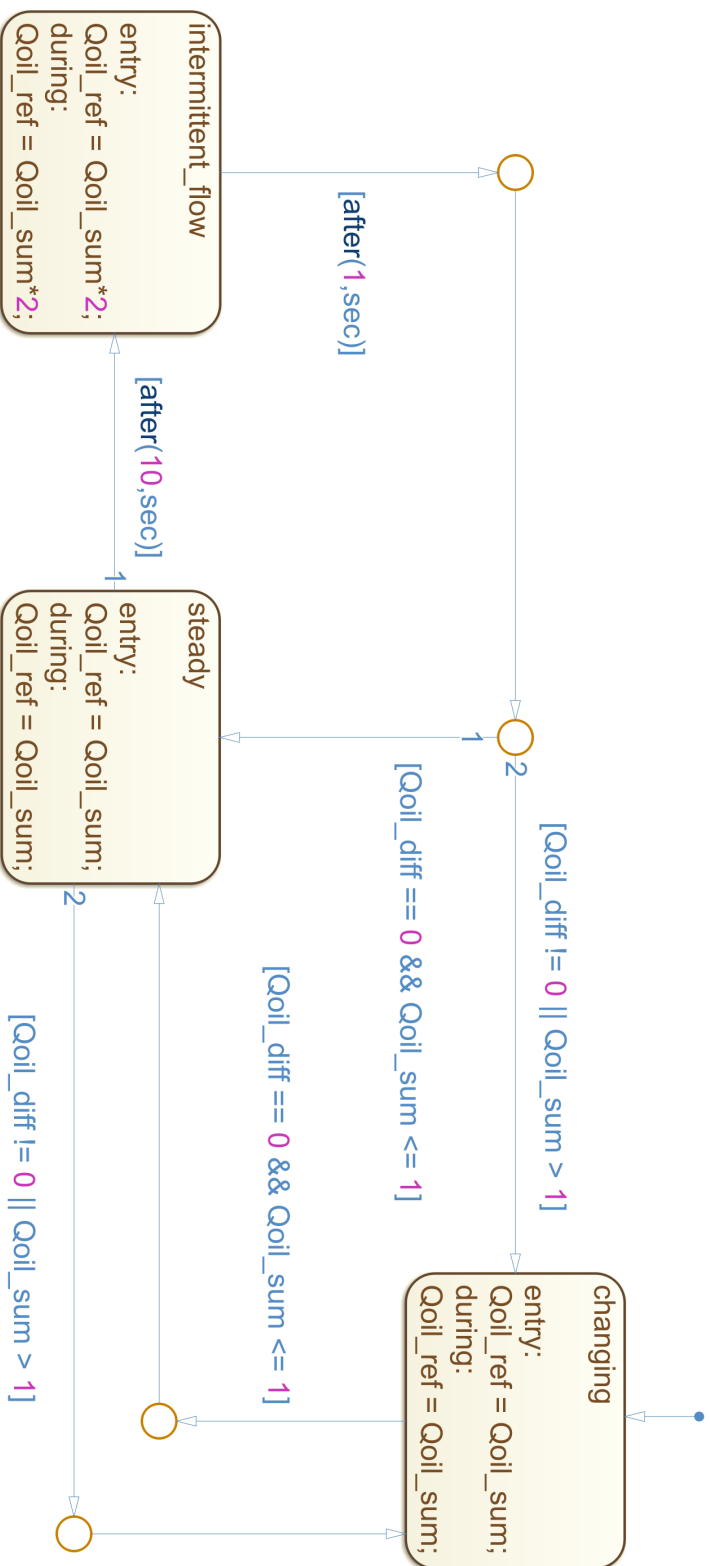 changing
entry:
Qoil_ref = Qoil_sum;
during:
Qoil_ref = Qoil_sum;
[Qoil_diff != 0 || Qoil_sum > 1]
2
1
[Qoil_diff == 0 && Qoil_sum <= 1]
[after(1,sec)]
[Qoil_diff == 0 && Qoil_sum <= 1]
intermittent_flow
entry:
Qoil_ref = Qoil_sum*2;
during:
Qoil_ref = Qoil_sum*2;
[after(10,sec)]
1
steady
entry:
Qoil_ref = Qoil_sum;
during:
Qoil_ref = Qoil_sum;
2
[Qoil_diff != 0 || Qoil_sum > 1]